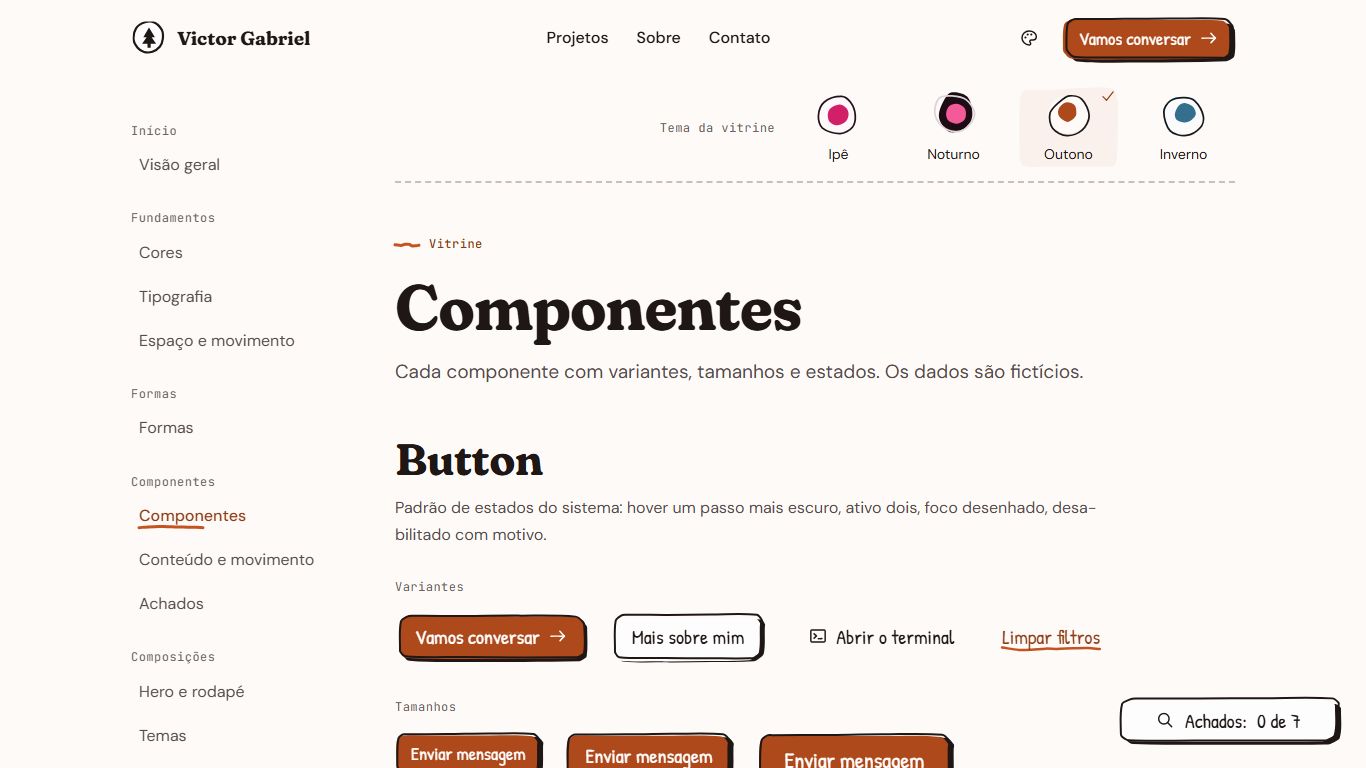 Victor Gabriel
Projetos Sobre Contato
Vamos conversar
Início
Visão geral
Fundamentos
Cores
Tipografia
Espaço e movimento
Formas
Formas
Componentes
Componentes
Conteúdo e movimento
Achados
Composições
Hero e rodapé
Temas
Tema da vitrine
Ipê
Noturno
Outono
Inverno
Vitrine
Componentes
Cada componente com variantes, tamanhos e estados. Os dados são fictícios.
Button
Padrão de estados do sistema: hover um passo mais escuro, ativo dois, foco desenhado, desa-
bilitado com motivo.
Variantes
Vamos conversar
Mais sobre mim
Abrir o terminal
Limpar filtros
Tamanhos
Enviar mensagem
Enviar mensagem
Enviar mensagem
Achados: 0 de 7